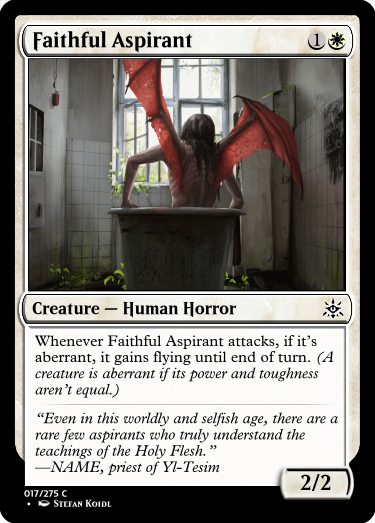 Faithful Aspirant 1
Creature — Human Horror
Whenever Faithful Aspirant attacks, if it's
aberrant, it gains flying until end of turn. (A
creature is aberrant if its power and toughness
aren't equal.)
“Even in this worldly and selfish age, there are a
rare few aspirants who truly understand the
teachings of the Holy Flesh.”
—NAME, priest of Yl-Tesim
2/2
017/275 C
• Stefan Koidl